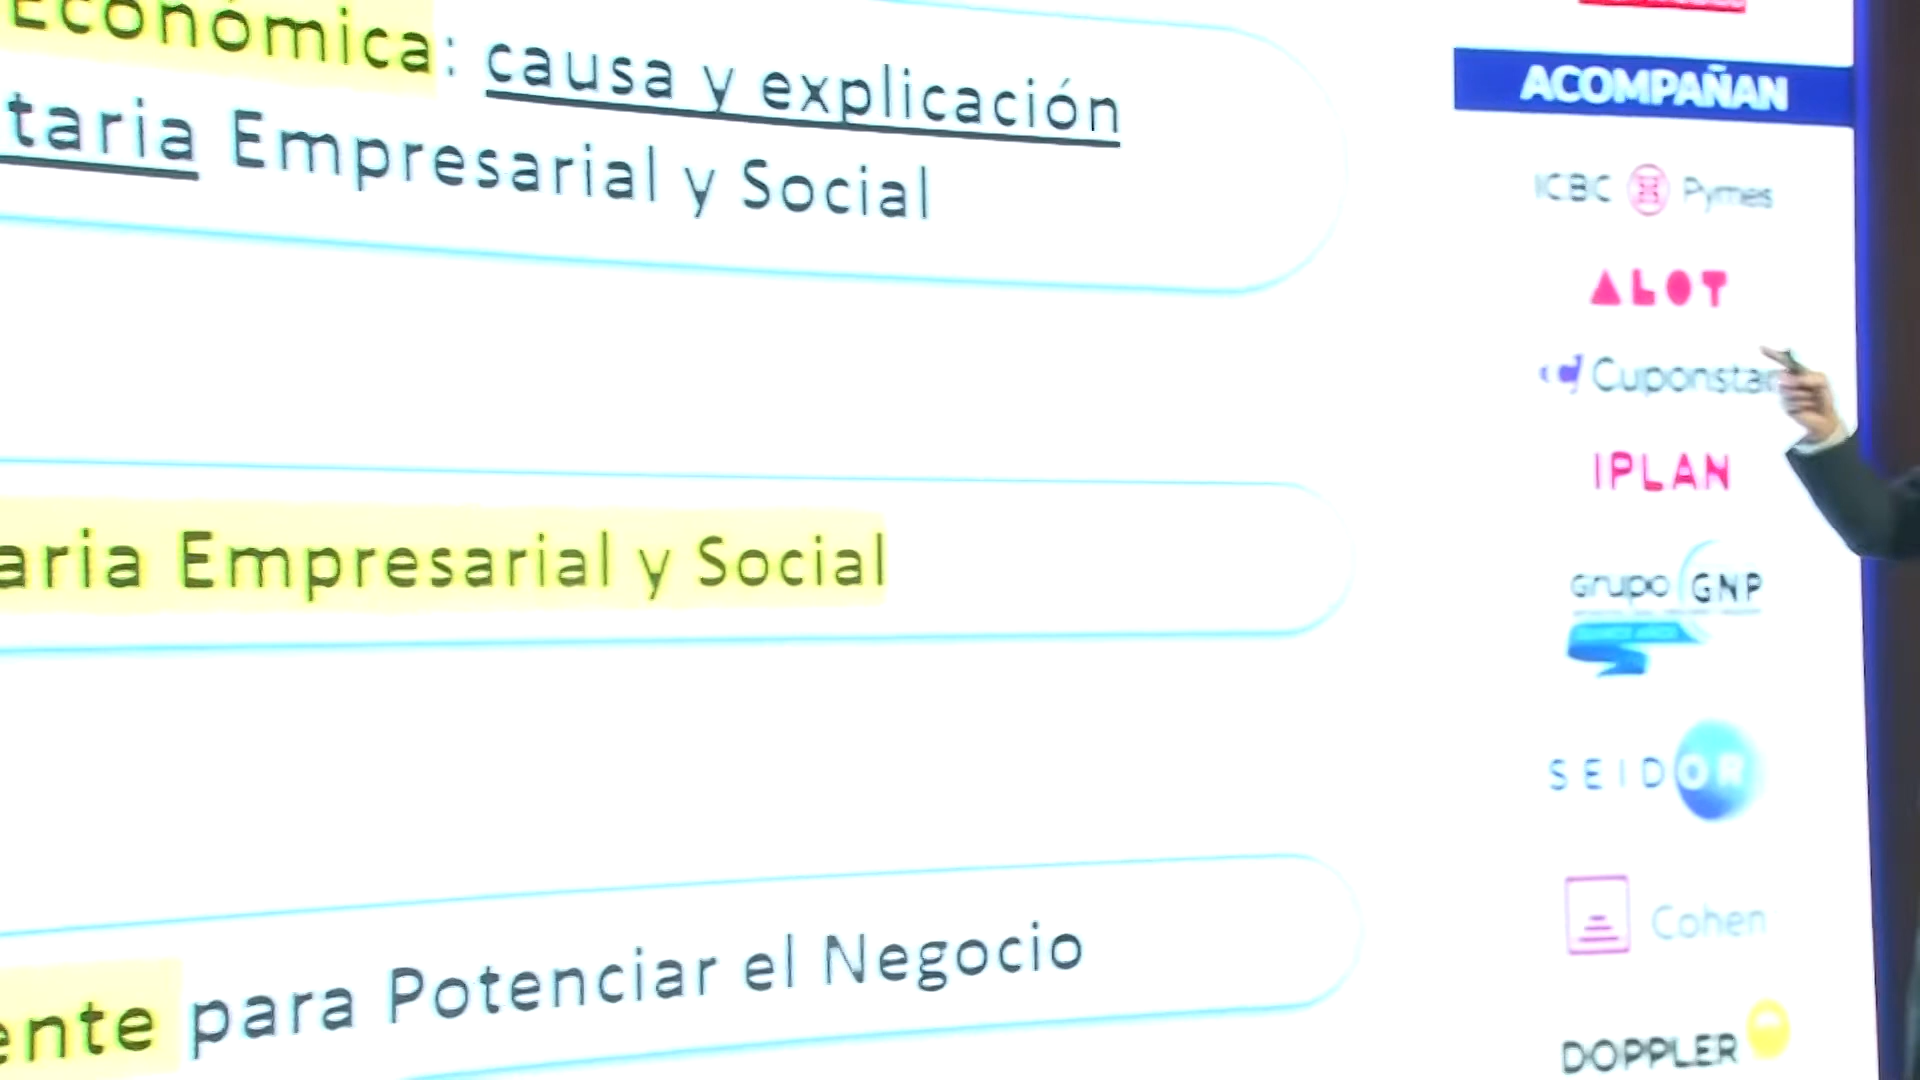 Económica: causa y explicación
taria Empresarial y Social
aria Empresarial y Social
ente para Potenciar el Negocio
ACOMPAÑAN
ICBC Pymes
ALOT
Cuponstar
IPLAN
Grupo GNP
SEIDOR
Cohen
DOPPLER